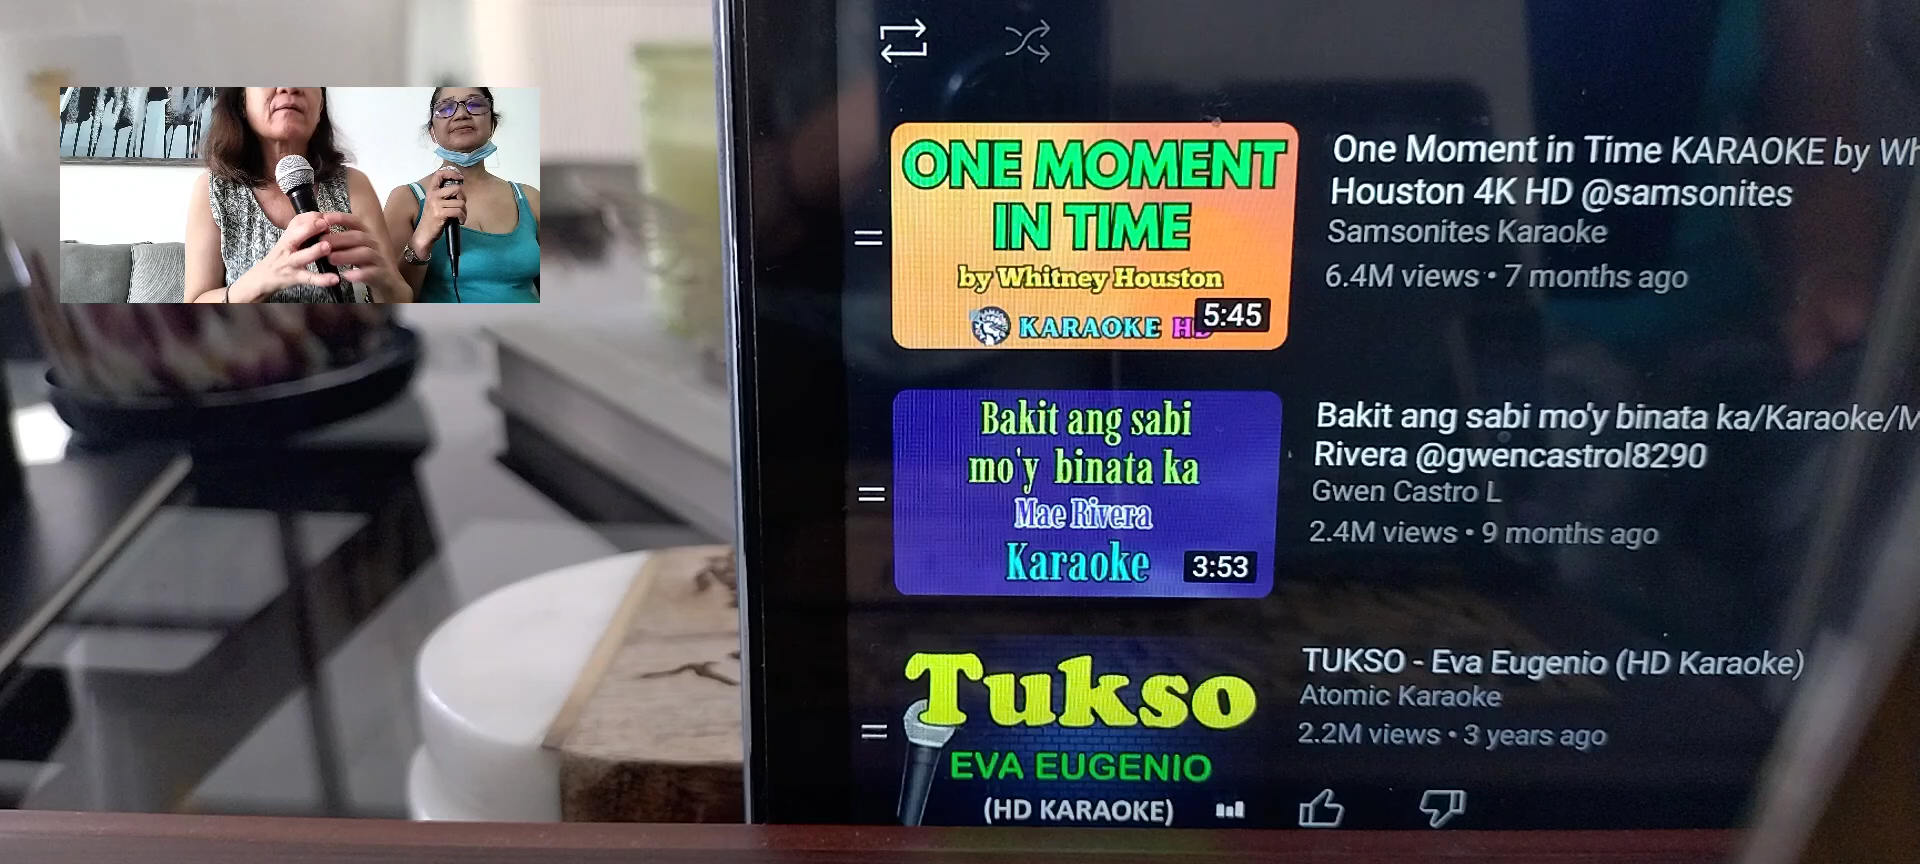 ONE MOMENT
IN TIME
by Whitney Houston
KARAOKE HD
5:45
One Moment in Time KARAOKE by Wh
Houston 4K HD @samsonites
Samsonites Karaoke
6.4M views • 7 months ago
Bakit ang sabi
mo'y binata ka
Mae Rivera
Karaoke
3:53
Bakit ang sabi mo'y binata ka/Karaoke/M
Rivera @gwencastrol8290
Gwen Castro L
2.4M views • 9 months ago
Tukso
EVA EUGENIO
(HD KARAOKE)
TUKSO - Eva Eugenio (HD Karaoke)
Atomic Karaoke
2.2M views • 3 years ago